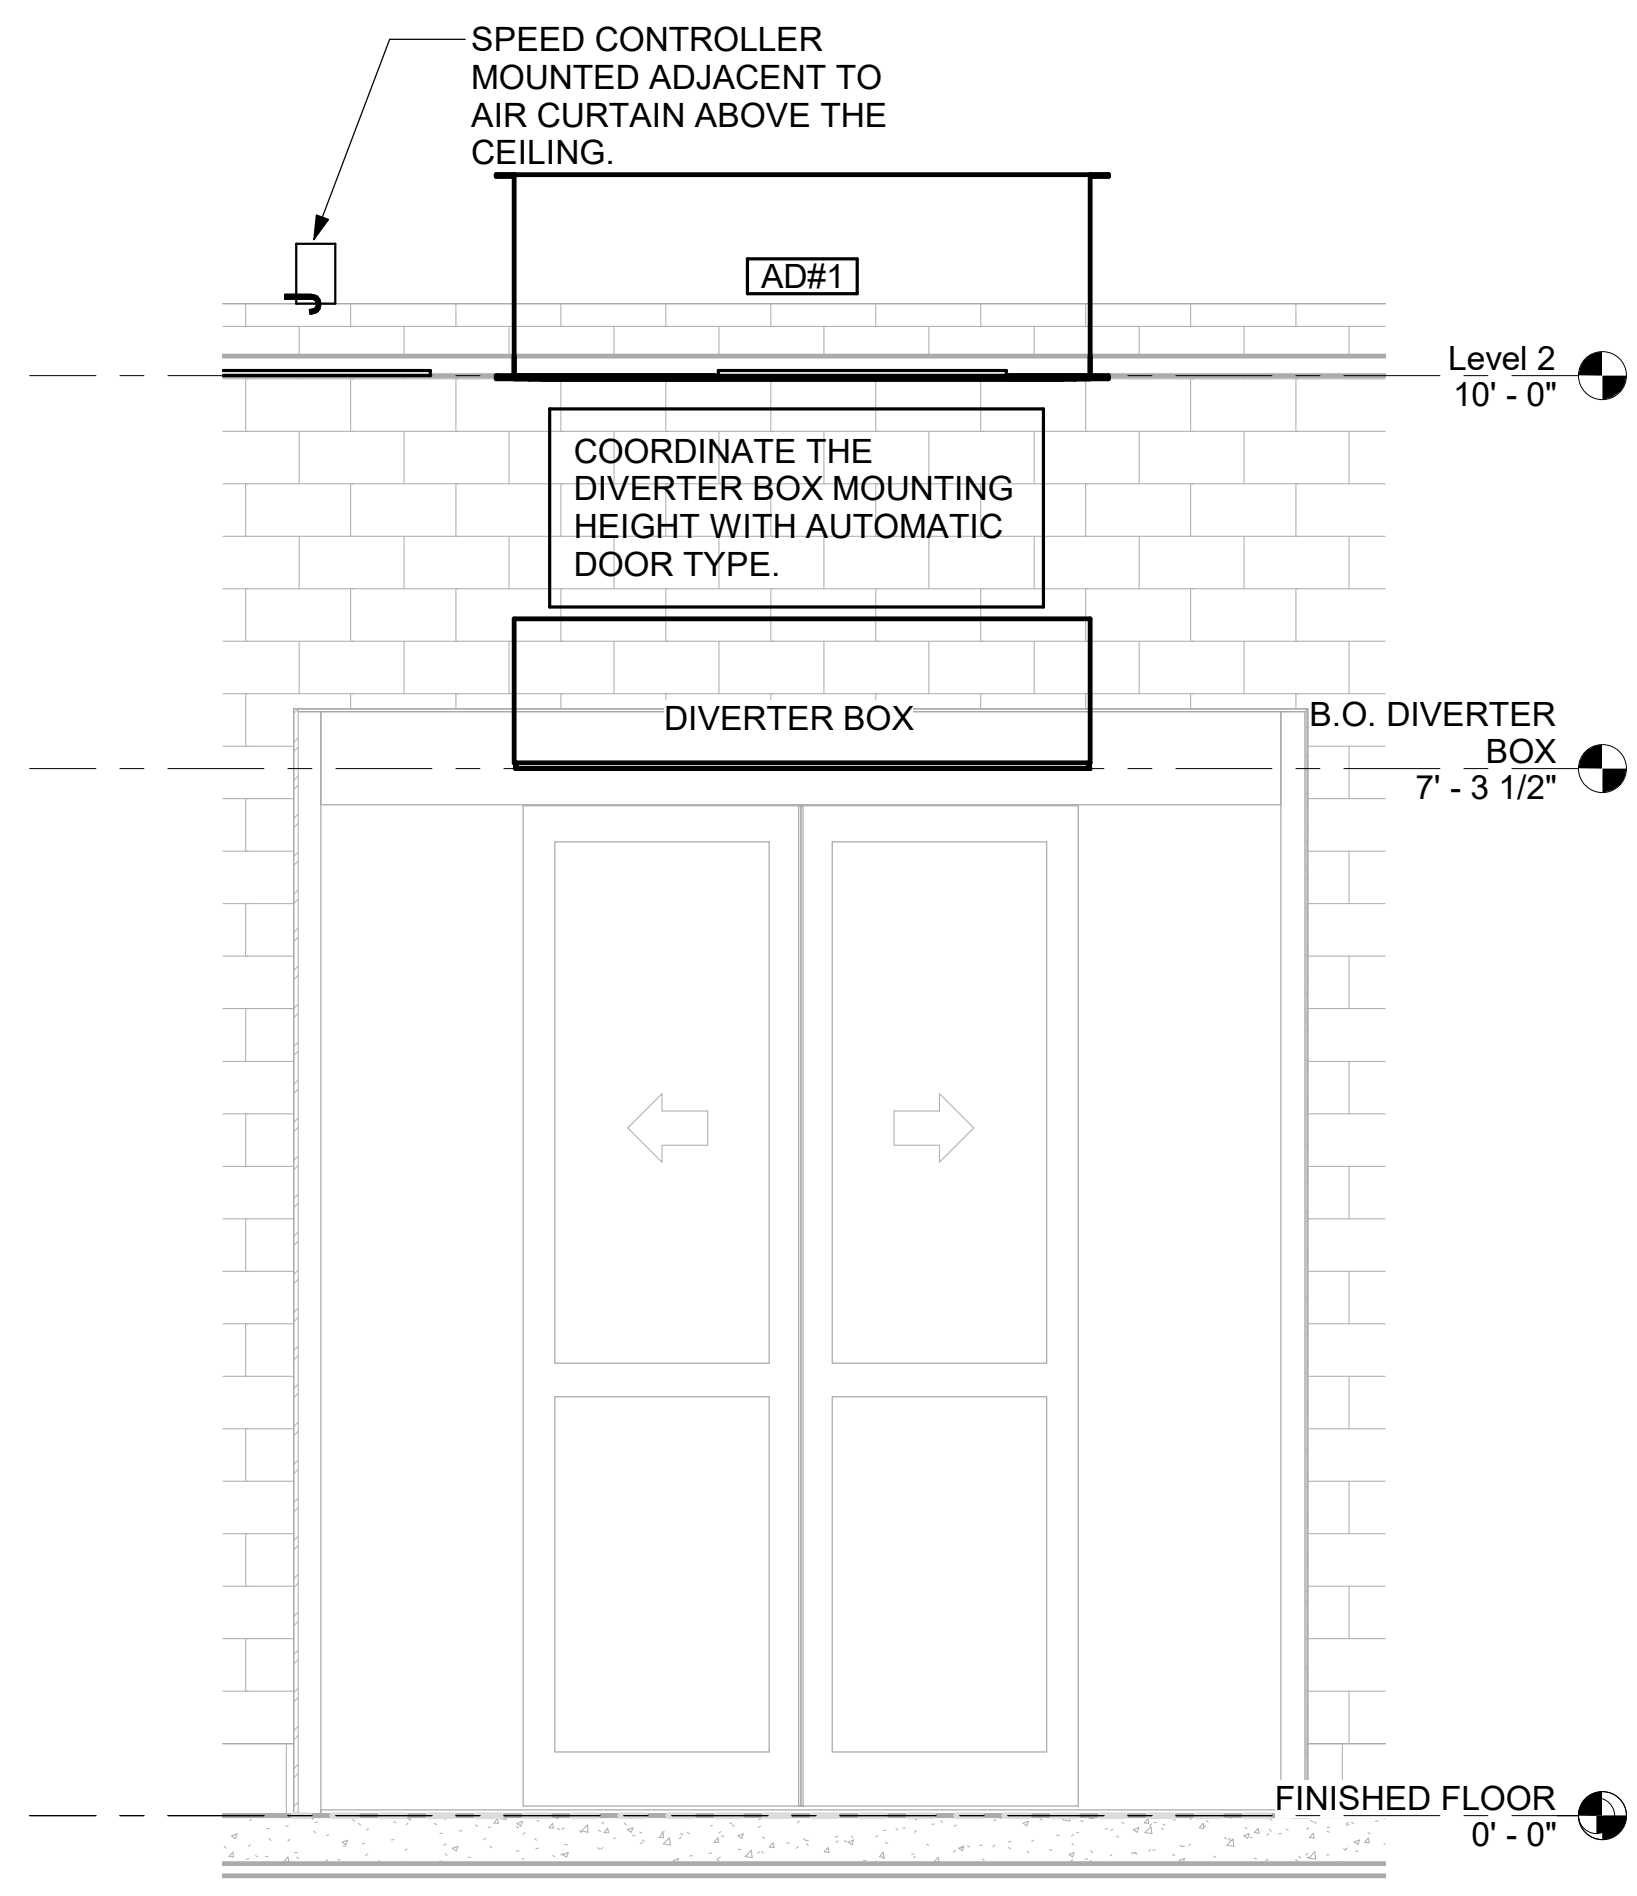 SPEED CONTROLLER
MOUNTED ADJACENT TO
AIR CURTAIN ABOVE THE
CEILING.
AD#1
Level 2
10' - 0"
COORDINATE THE
DIVERTER BOX MOUNTING
HEIGHT WITH AUTOMATIC
DOOR TYPE.
DIVERTER BOX
B.O. DIVERTER
BOX
7' - 3 1/2"
FINISHED FLOOR
0' - 0"